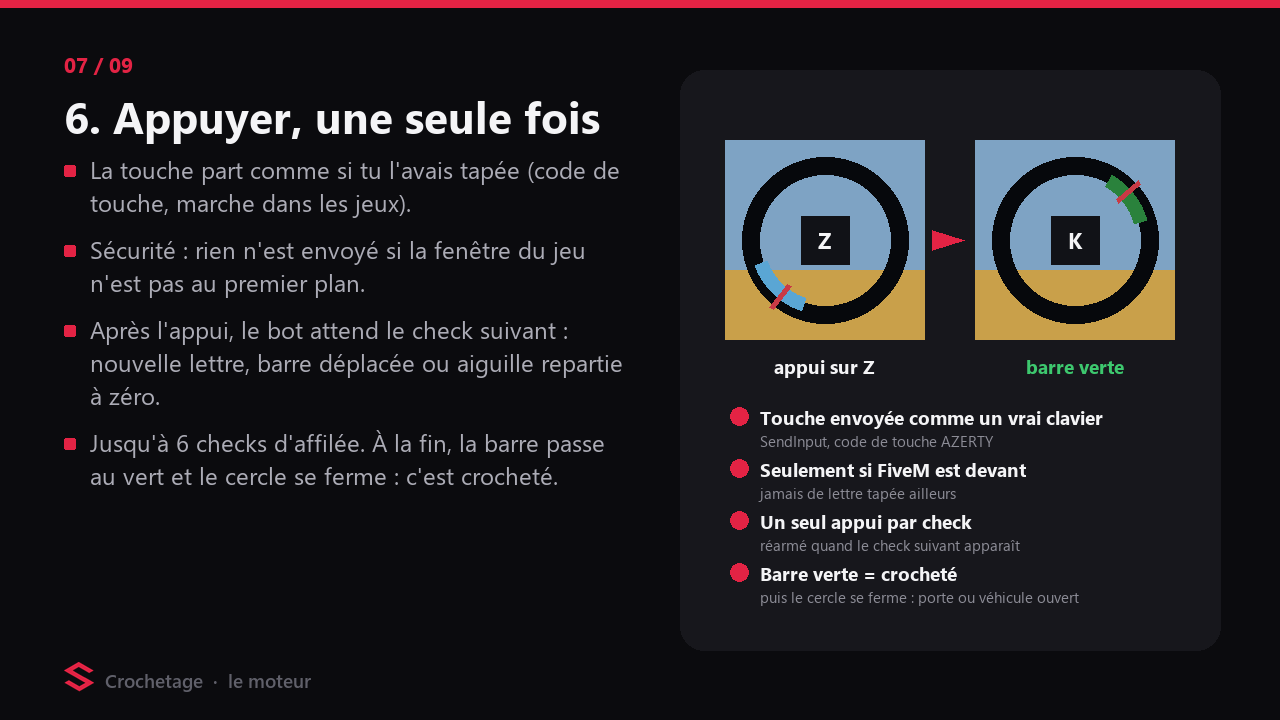 07 / 09
6. Appuyer, une seule fois
La touche part comme si tu l'avais tapée (code de
touche, marche dans les jeux).
Sécurité : rien n'est envoyé si la fenêtre du jeu
n'est pas au premier plan.
Après l'appui, le bot attend le check suivant :
nouvelle lettre, barre déplacée ou aiguille repartie
à zéro.
Jusqu'à 6 checks d'affilée. À la fin, la barre passe
au vert et le cercle se ferme : c'est crocheté.
Z
K
appui sur Z
barre verte
Touche envoyée comme un vrai clavier
SendInput, code de touche AZERTY
Seulement si FiveM est devant
jamais de lettre tapée ailleurs
Un seul appui par check
réarmé quand le check suivant apparaît
Barre verte = crocheté
puis le cercle se ferme : porte ou véhicule ouvert
Crochetage · le moteur